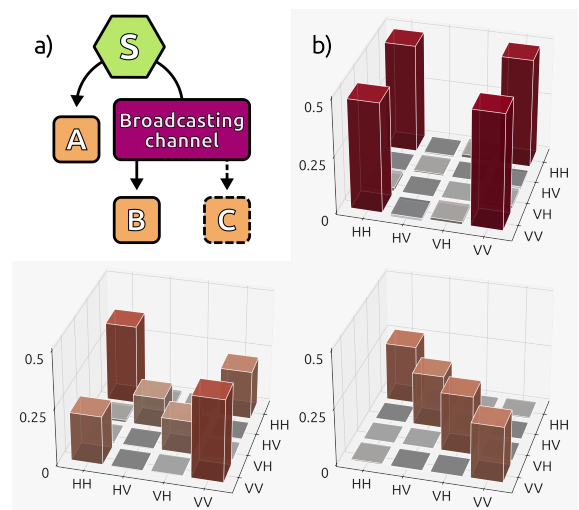 a)
S
A
Broadcasting
channel
B
C
b)
0.5
0.25
0
HH
HV
VH
VV
HH
HV
VH
VV
0.5
0.25
0
HH
HV
VH
VV
HH
HV
VH
VV
0.5
0.25
0
HH
HV
VH
VV
HH
HV
VH
VV